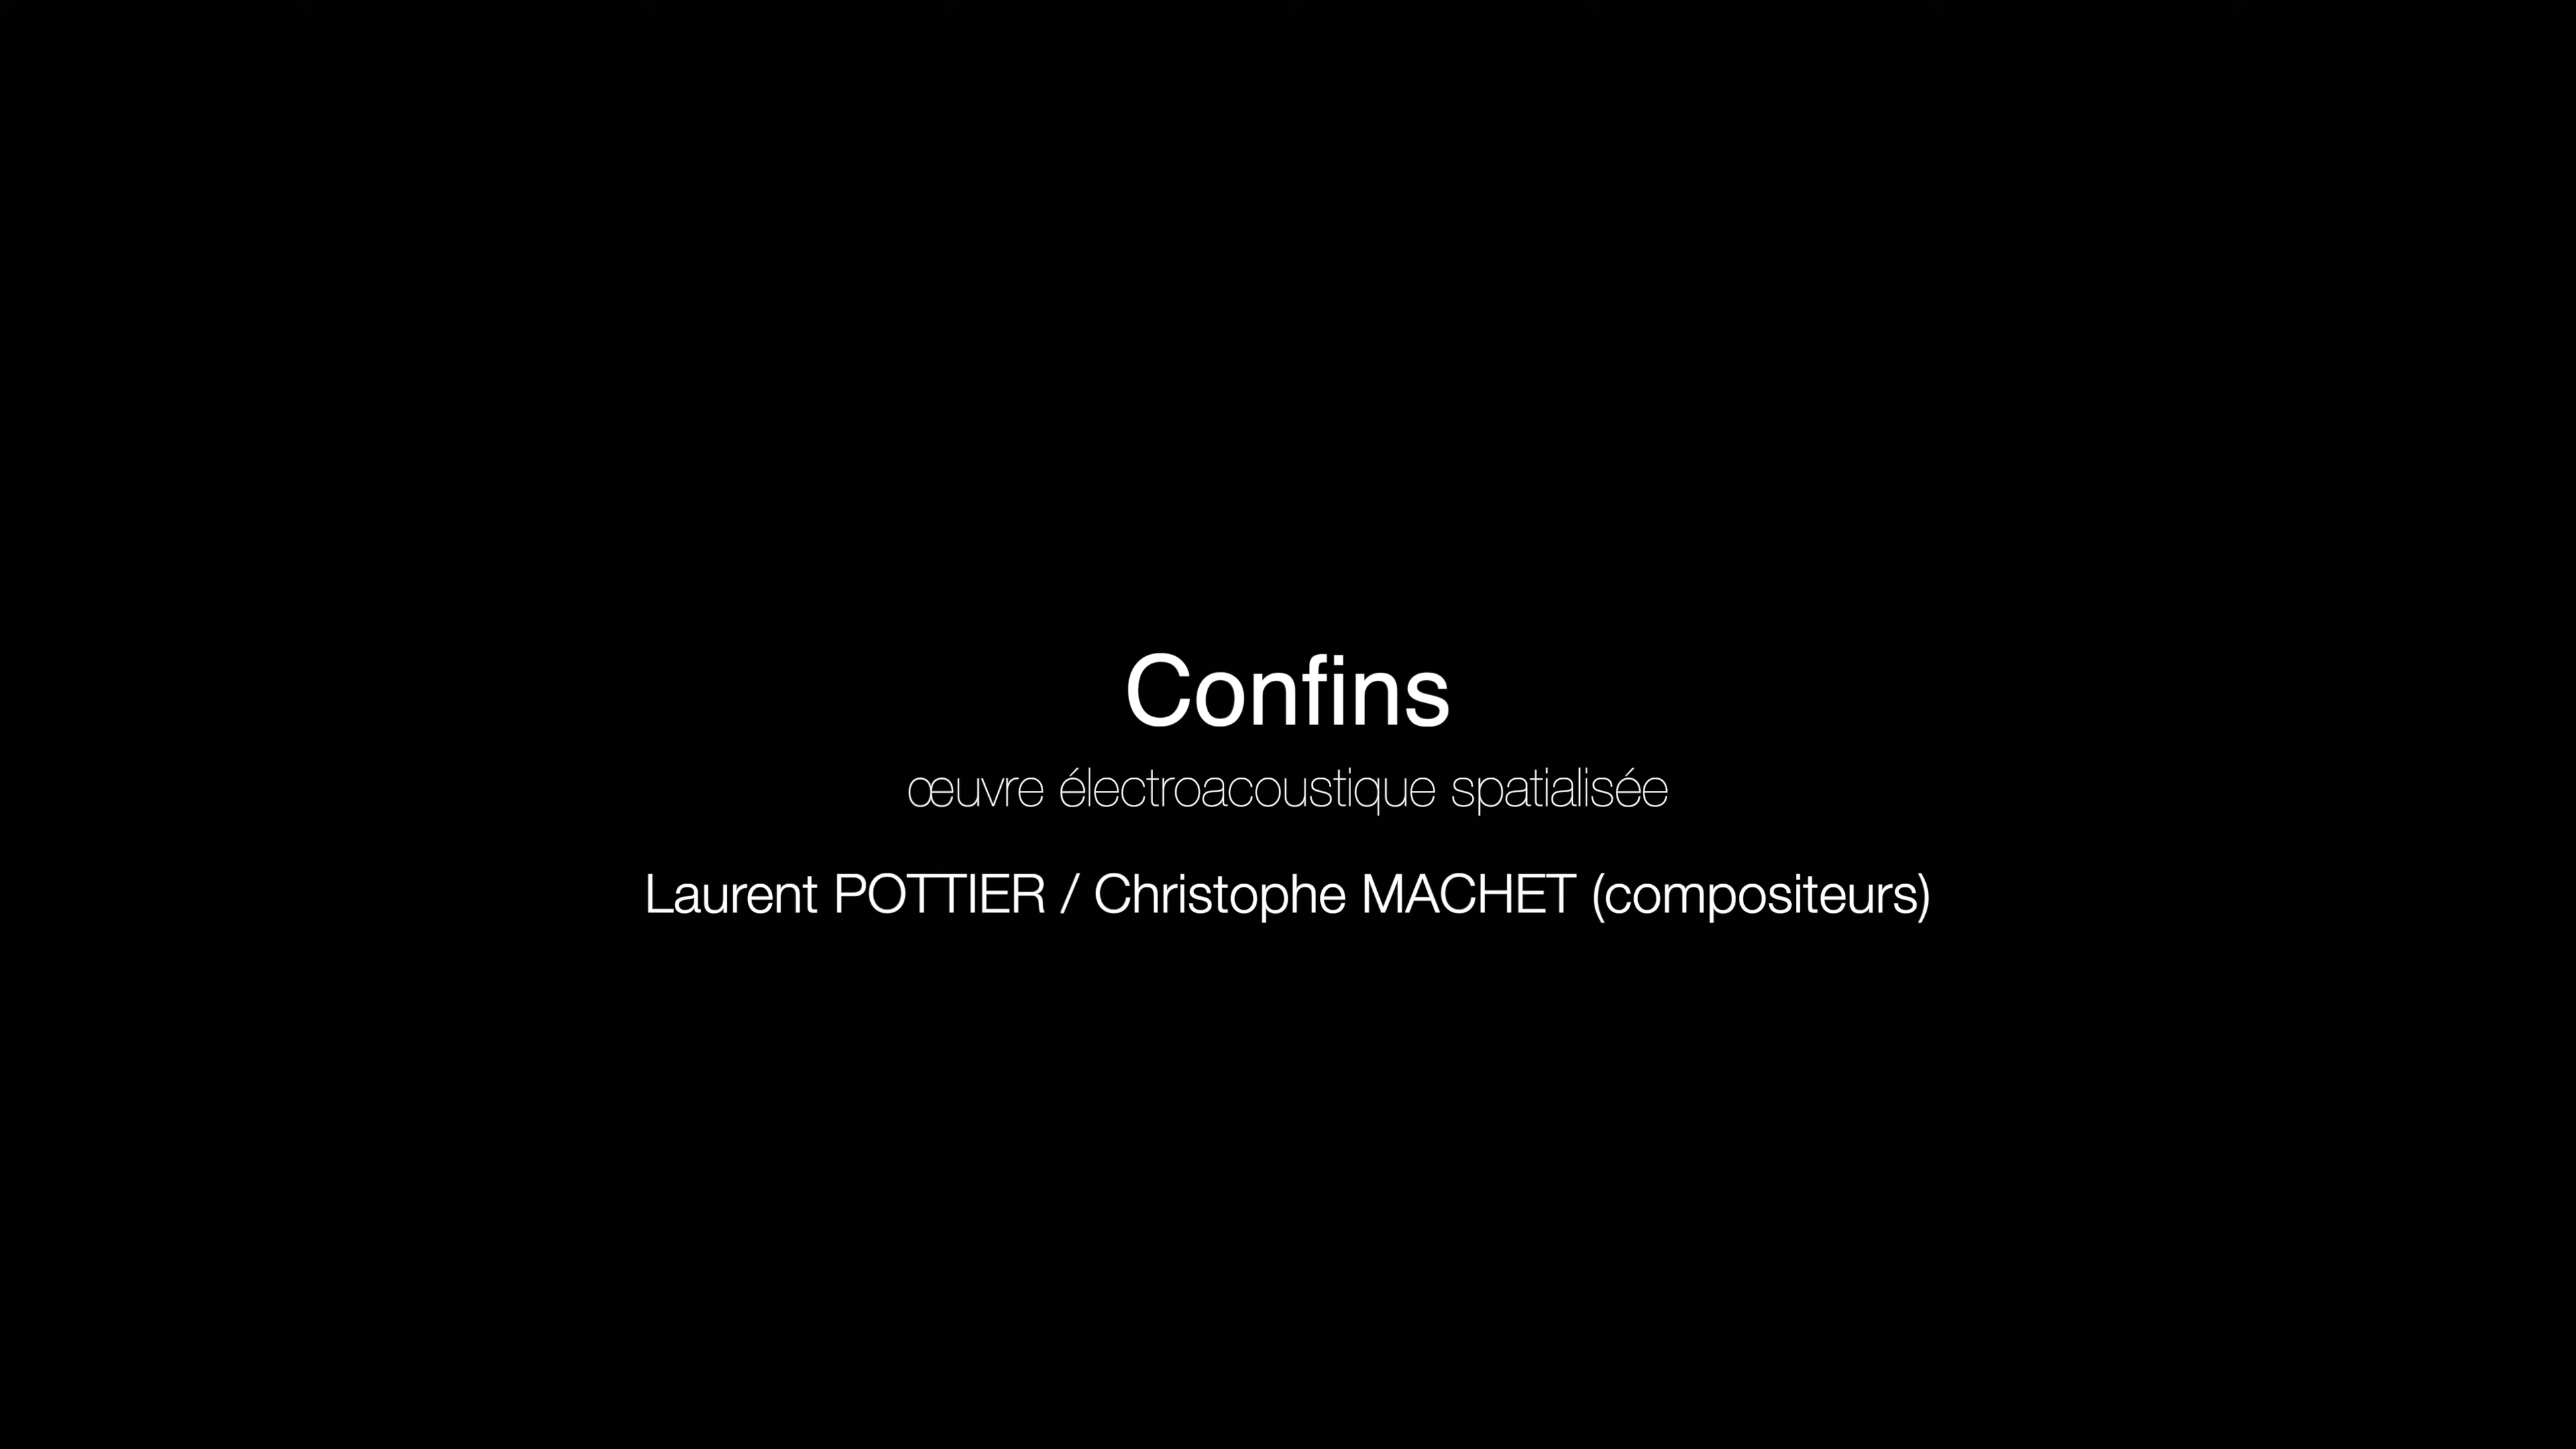 Confins
œuvre électroacoustique spatialisée
Laurent POTTIER / Christophe MACHET (compositeurs)